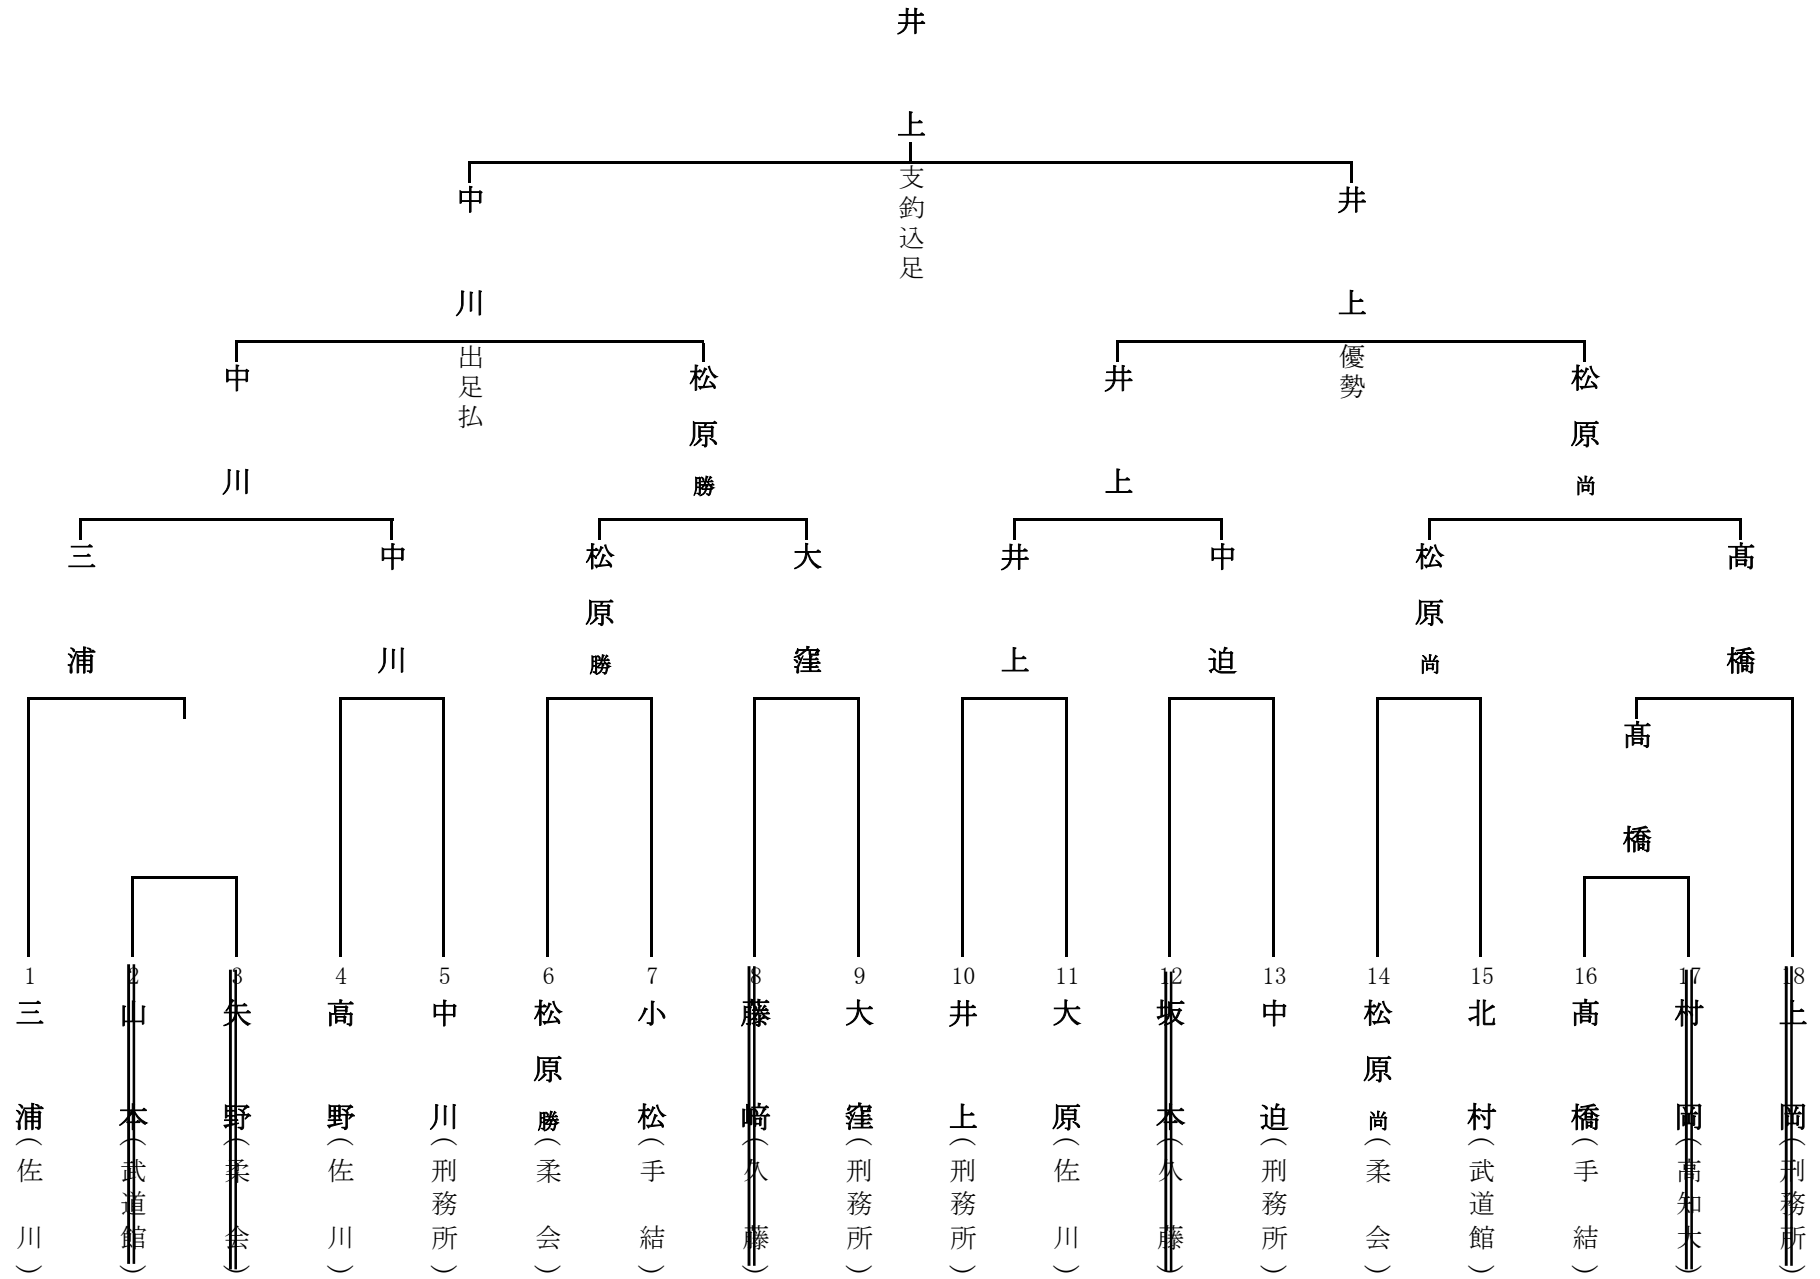 井上
支釣込足
中川
井上
出足払
優勢
中川
松原勝
井上
松原尚
三浦
中川
松原勝
大窪
井上
中迫
松原尚
髙橋
髙橋
1 三浦(佐川)
2 山本(武道館)
3 矢野(柔会)
4 高野(佐川)
5 中川(刑務所)
6 松原勝(柔会)
7 小松(手結)
8 藤﨑(久藤)
9 大窪(刑務所)
10 井上(刑務所)
11 大原(佐川)
12 坂本(久藤)
13 中迫(刑務所)
14 松原尚(柔会)
15 北村(武道館)
16 髙橋(手結)
17 村岡(高知大)
18 上岡(刑務所)